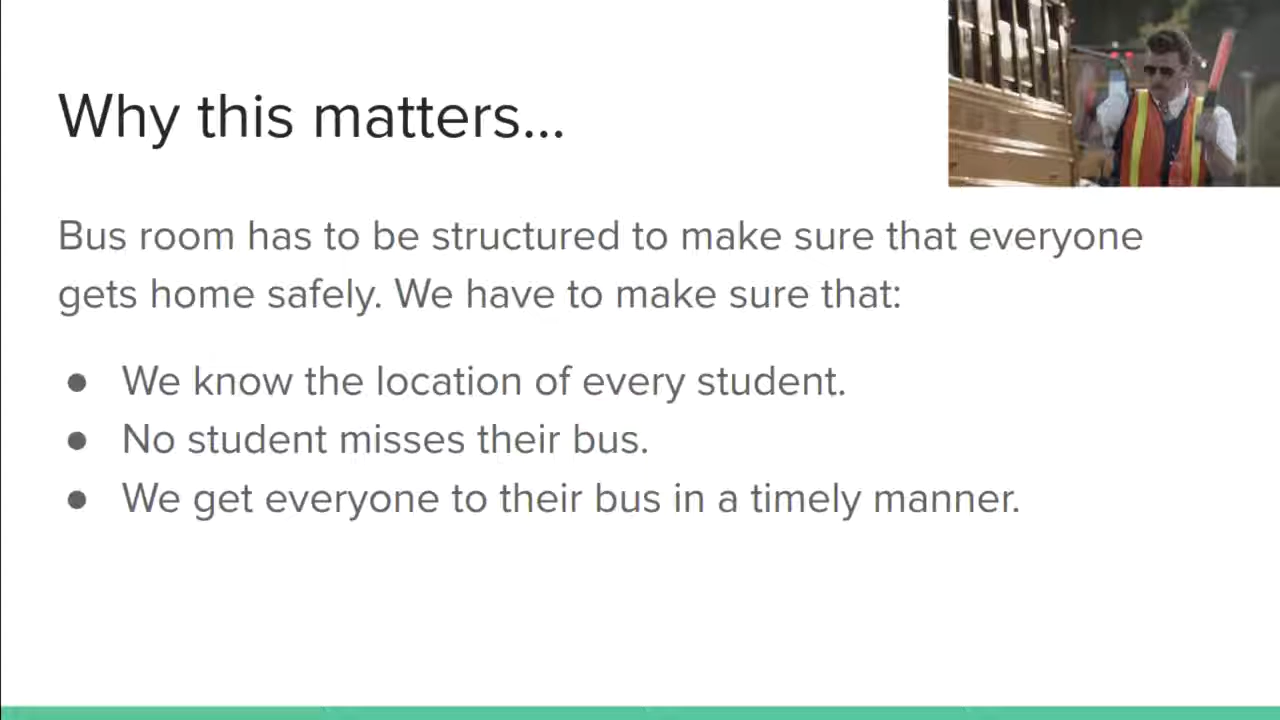 Why this matters...
Bus room has to be structured to make sure that everyone
gets home safely. We have to make sure that:
● We know the location of every student.
● No student misses their bus.
● We get everyone to their bus in a timely manner.